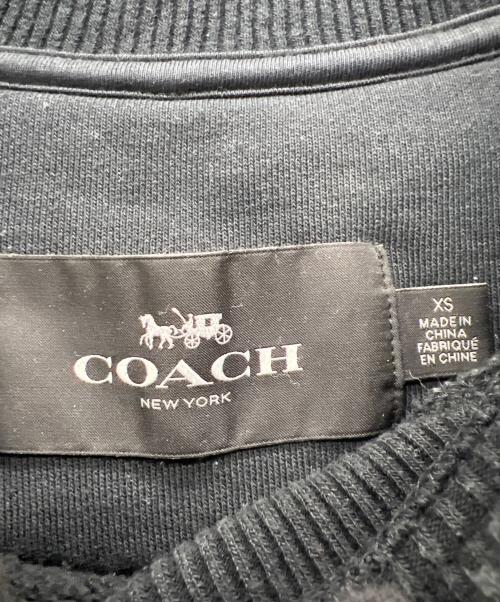 COACH
NEW YORK
XS
MADE IN
CHINA
FABRIQUÉ
EN CHINE